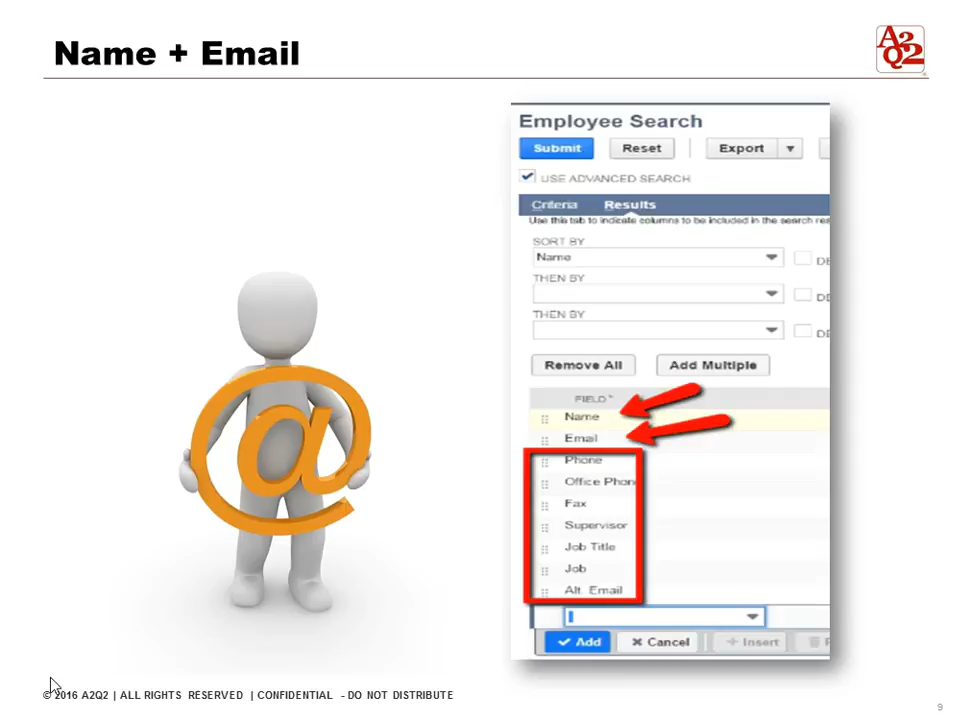 Name + Email
A2Q2
Employee Search
Submit Reset Export
USE ADVANCED SEARCH
Criteria Results
Use this tab to indicate columns to be included in the search
SORT BY
Name
THEN BY
THEN BY
Remove All Add Multiple
FIELD *
Name
Email
Phone
Office Phon
Fax
Supervisor
Job Title
Job
Alt. Email
Add Cancel Insert
© 2016 A2Q2 | ALL RIGHTS RESERVED | CONFIDENTIAL - DO NOT DISTRIBUTE
9